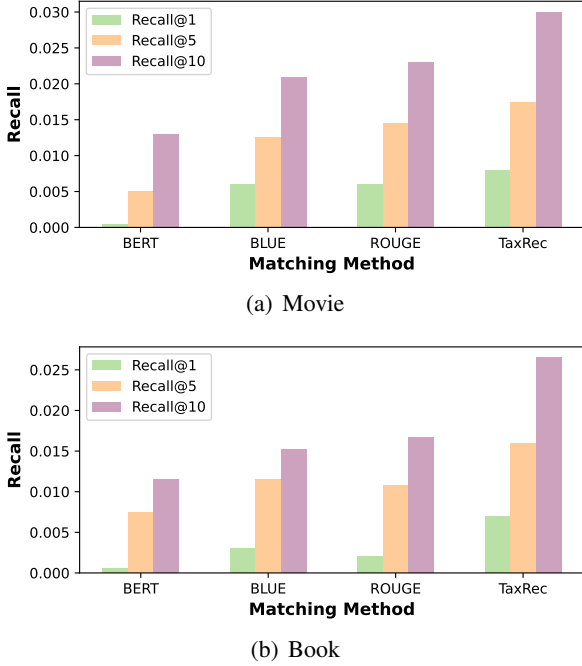 Recall@1
Recall@5
Recall@10
0.030
0.025
0.020
0.015
0.010
0.005
0.000
Recall
BERT BLUE ROUGE TaxRec
Matching Method
(a) Movie
Recall@1
Recall@5
Recall@10
0.025
0.020
0.015
0.010
0.005
0.000
Recall
BERT BLUE ROUGE TaxRec
Matching Method
(b) Book